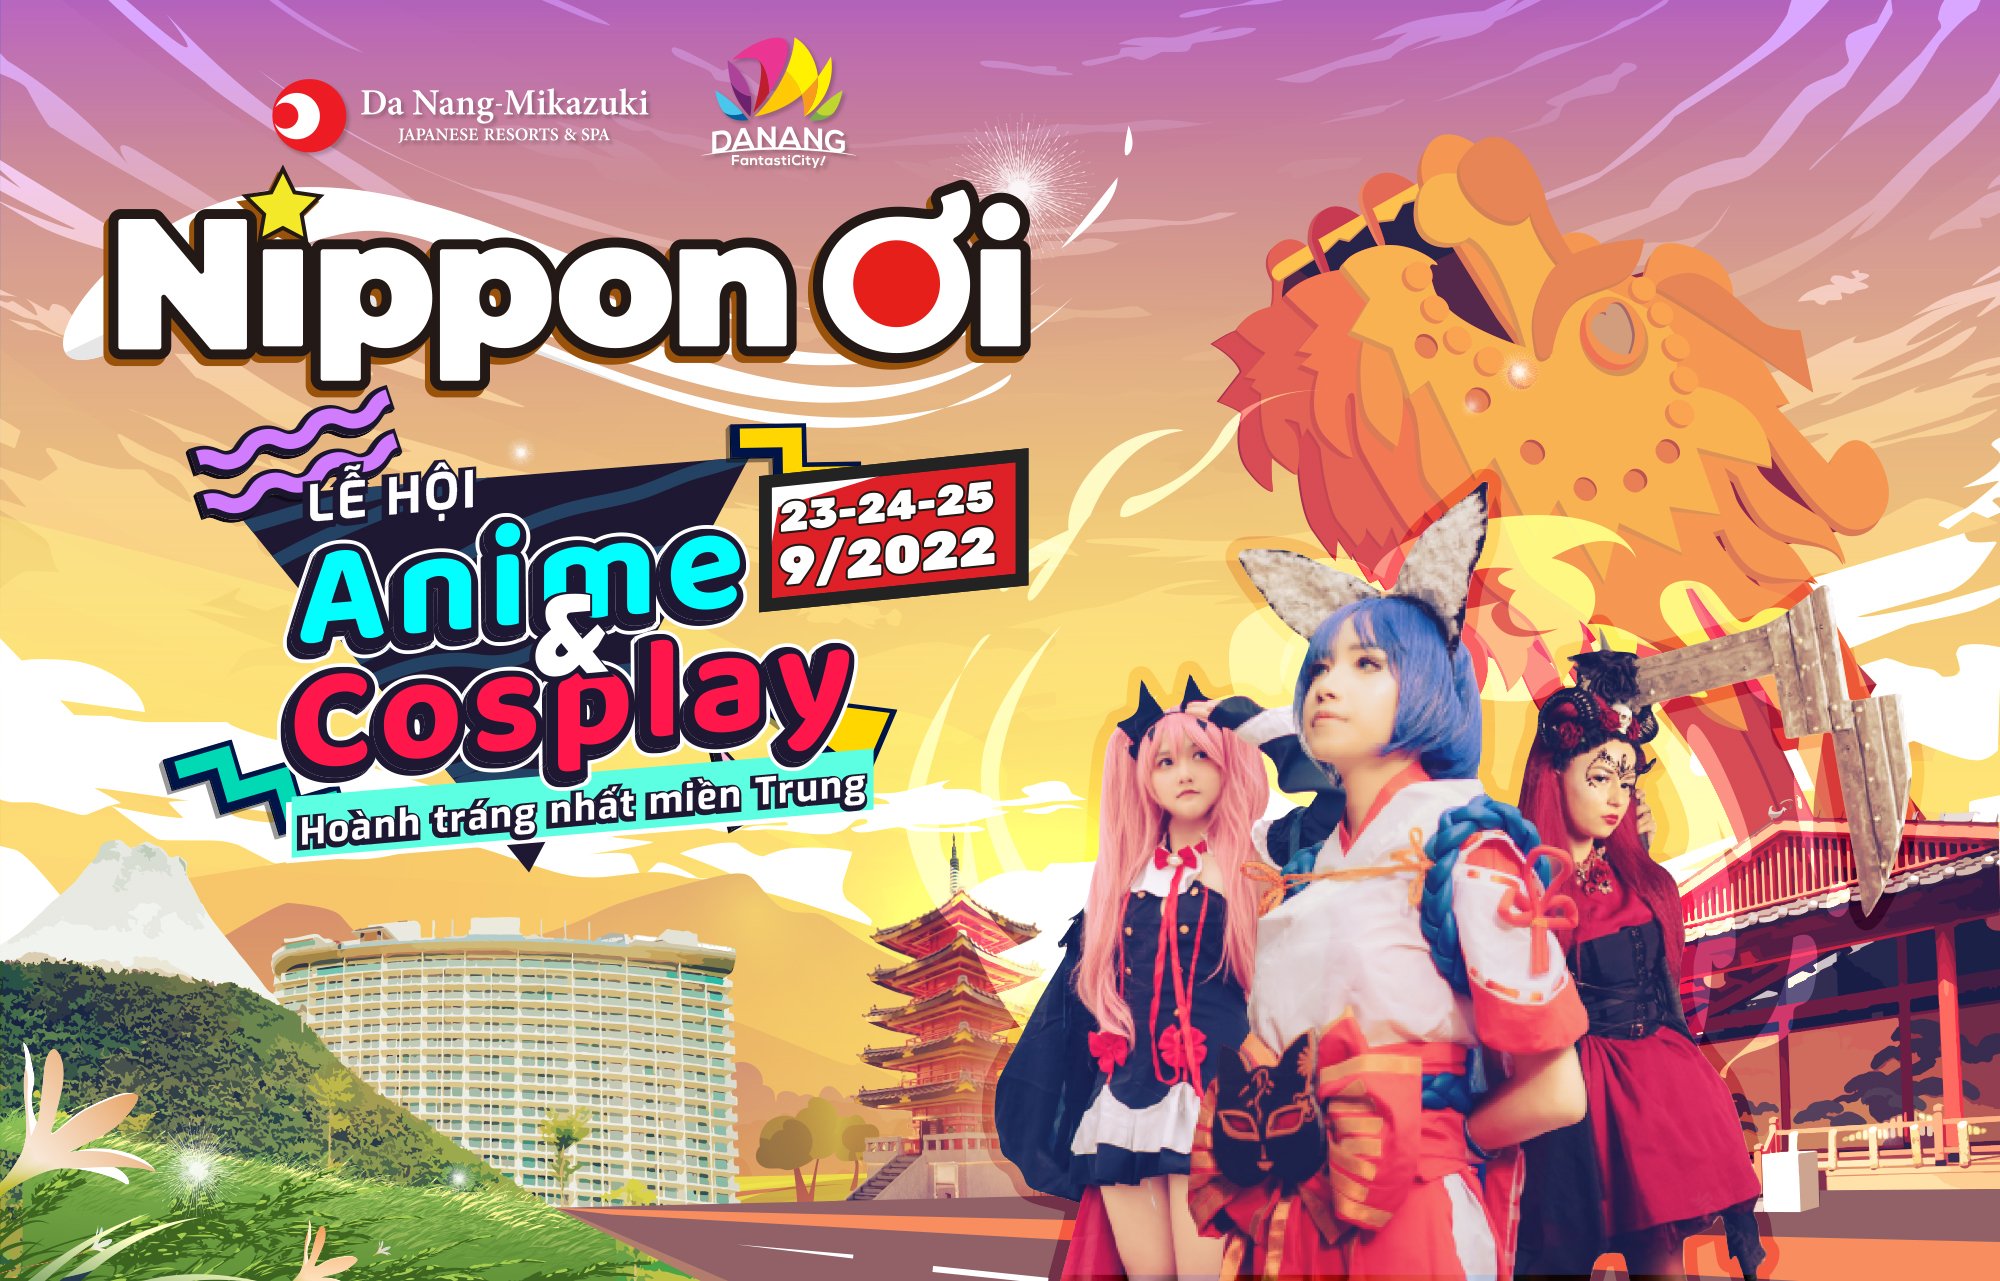 Da Nang-Mikazuki
JAPANESE RESORTS & SPA
DANANG
FantastiCity!
Nippon Ơi
LỄ HỘI
Anime
&
Cosplay
23-24-25
9/2022
Hoành tráng nhất miền Trung